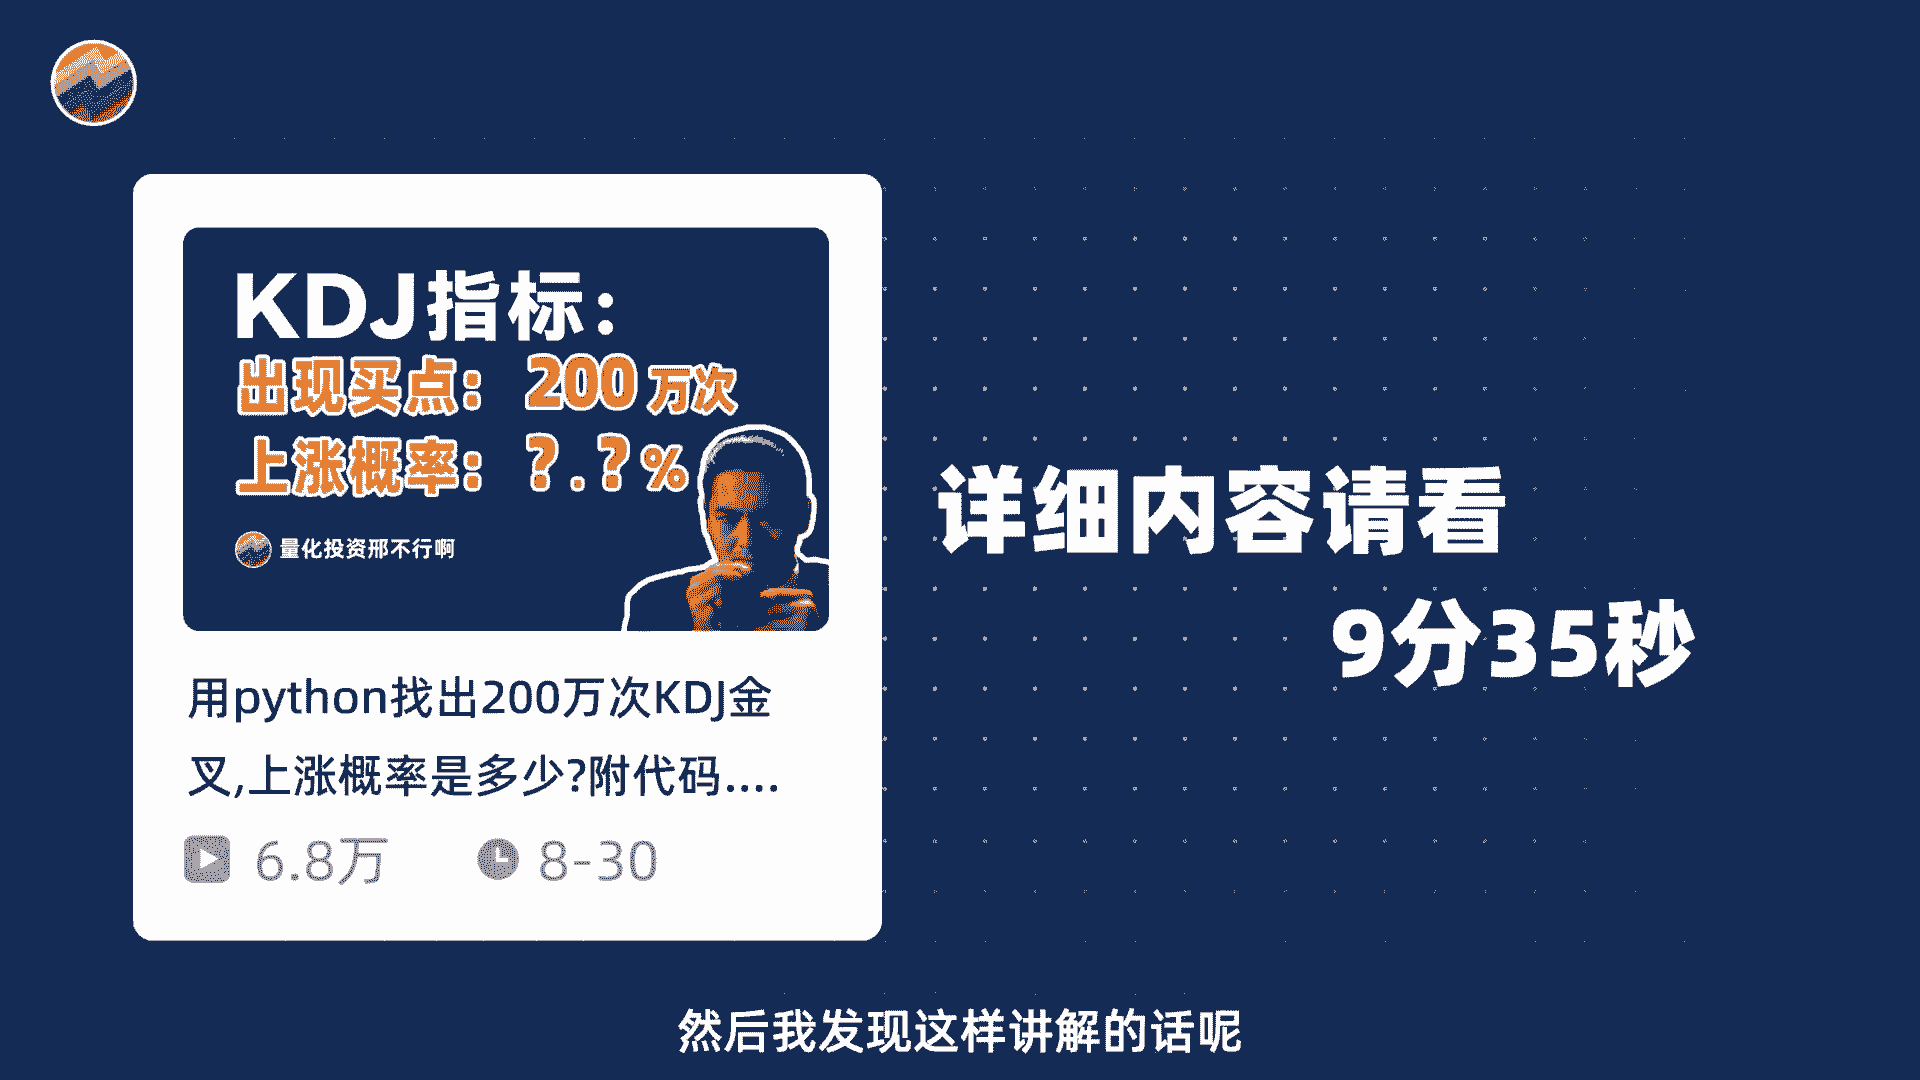 KDJ指标：
出现买点： 200万次
上涨概率： ?.?%
量化投资邢不行啊
用python找出200万次KDJ金
叉,上涨概率是多少?附代码....
6.8万 8-30
详细内容请看
9分35秒
然后我发现这样讲解的话呢